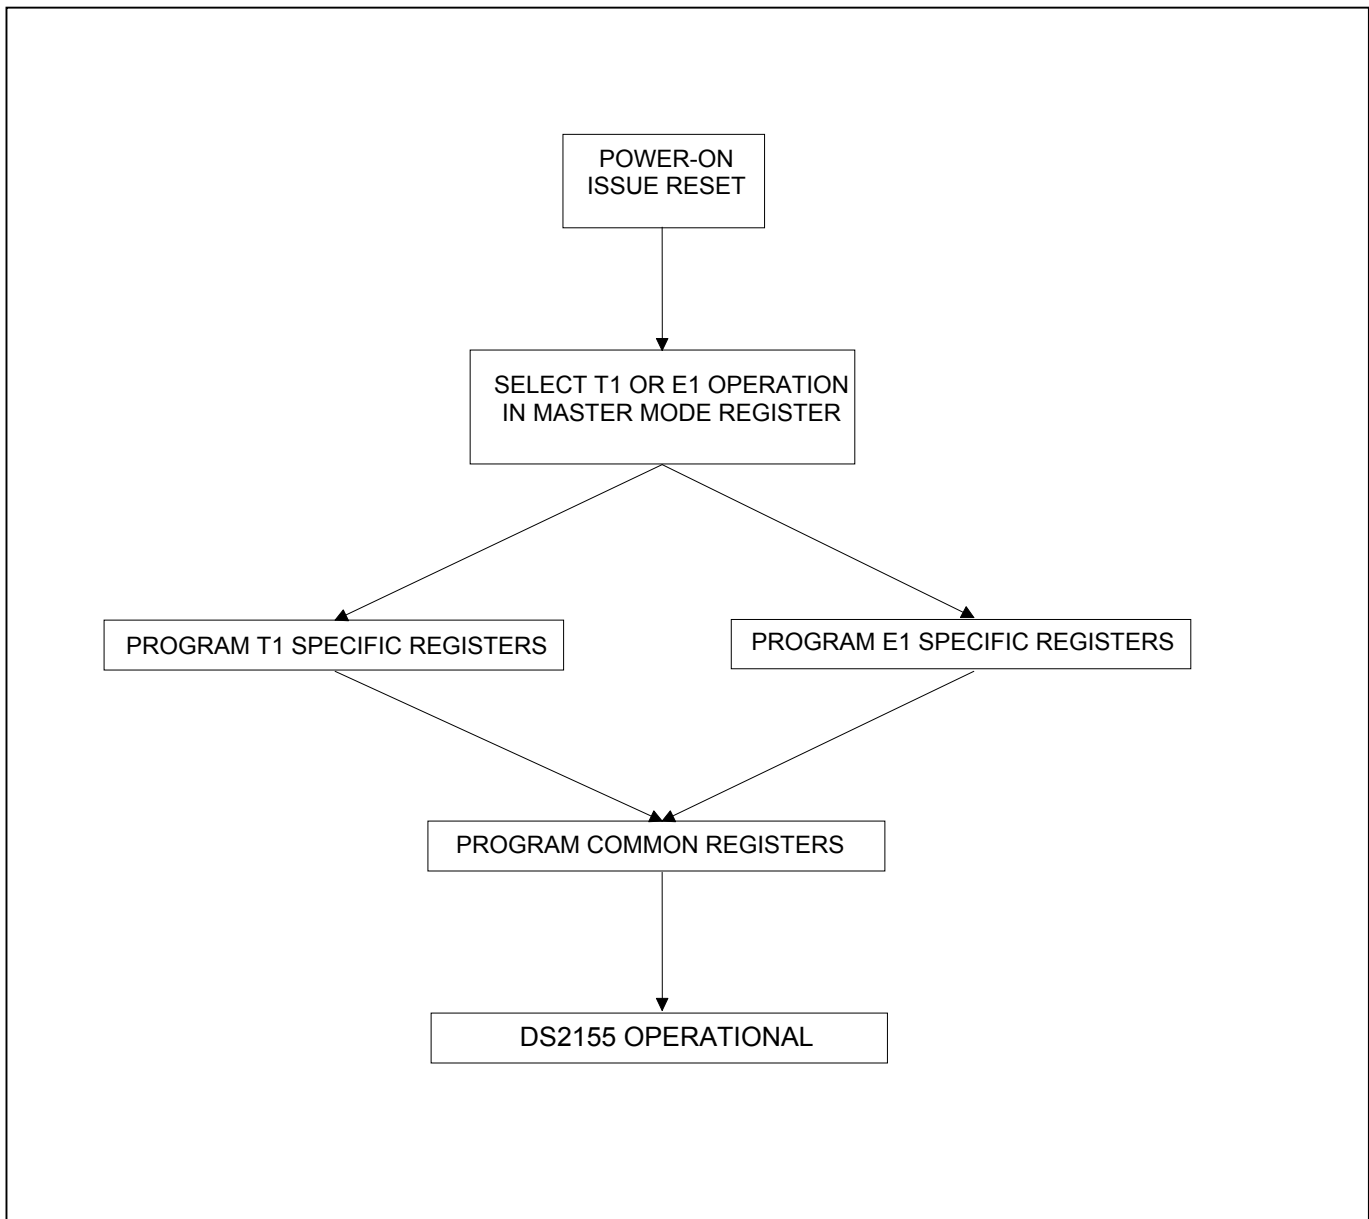 POWER-ON
ISSUE RESET
SELECT T1 OR E1 OPERATION
IN MASTER MODE REGISTER
PROGRAM T1 SPECIFIC REGISTERS
PROGRAM E1 SPECIFIC REGISTERS
PROGRAM COMMON REGISTERS
DS2155 OPERATIONAL